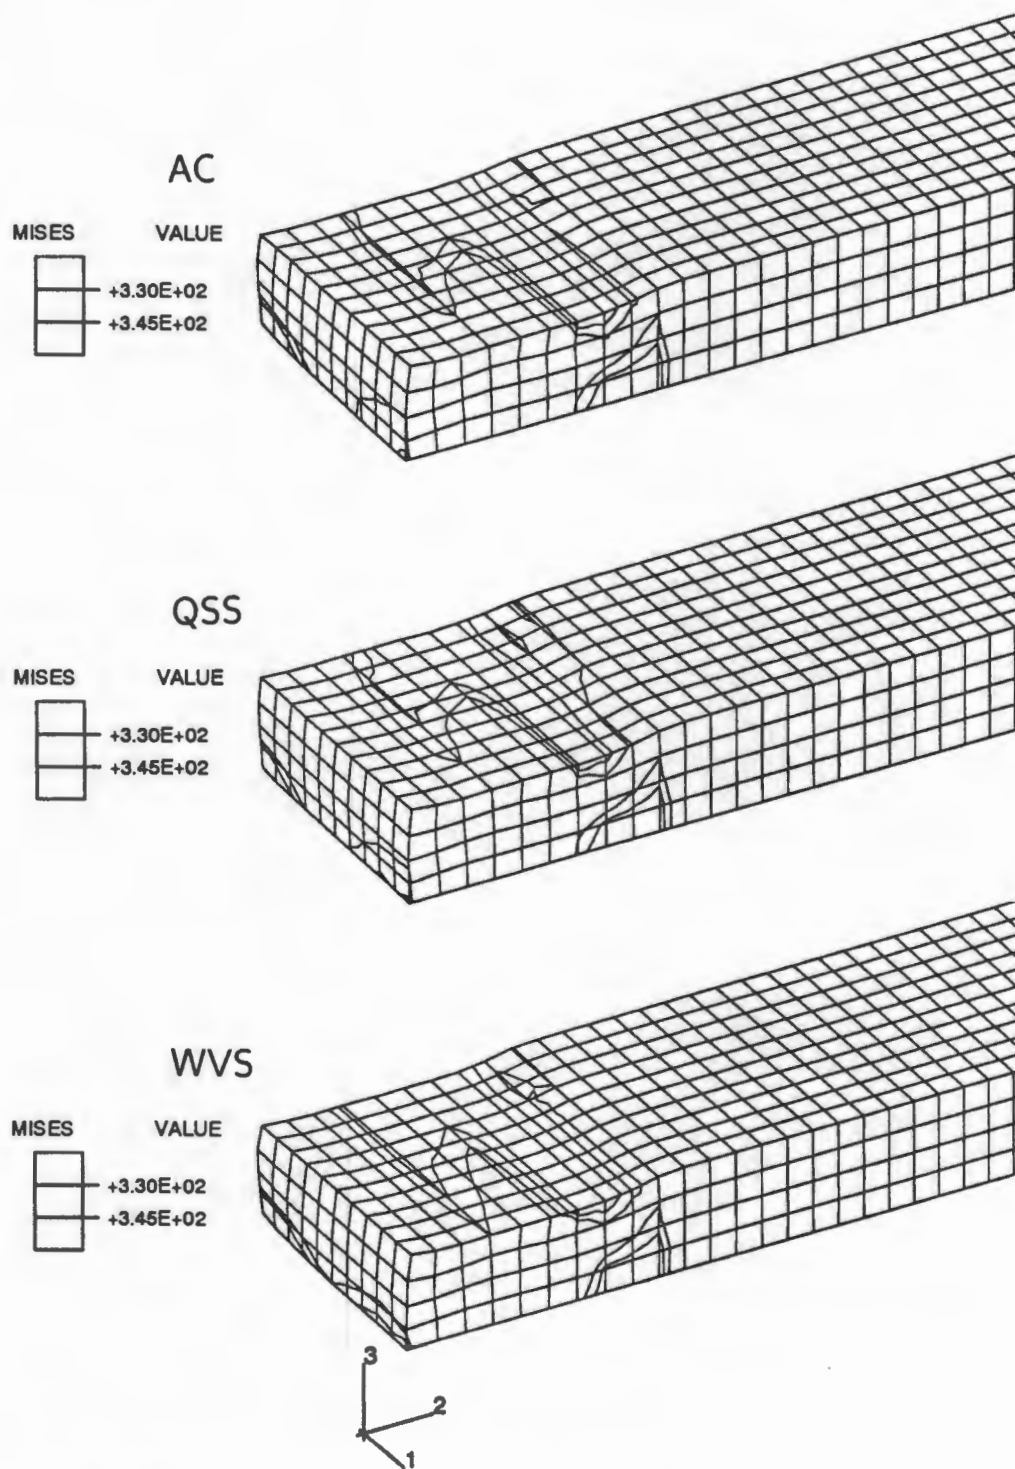 AC
MISES VALUE
+3.30E+02
+3.45E+02
QSS
MISES VALUE
+3.30E+02
+3.45E+02
WVS
MISES VALUE
+3.30E+02
+3.45E+02
3
2
1